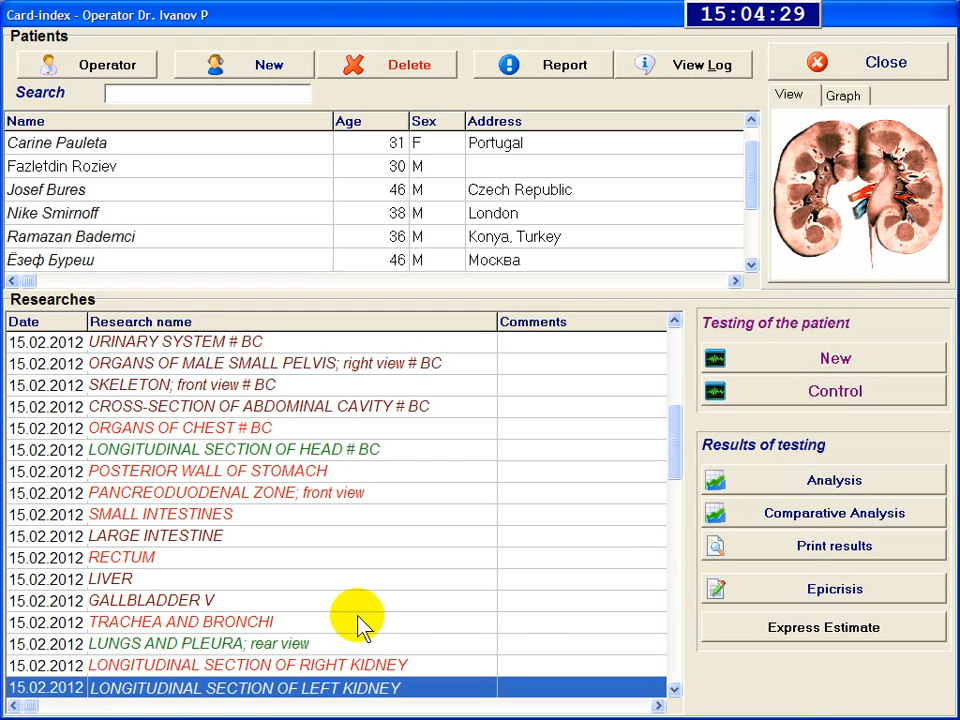 Card-index - Operator Dr. Ivanov P
15:04:29
Patients
Operator New Delete Report View Log Close
Search
View Graph
Name Age Sex Address
Carine Pauleta 31 F Portugal
Fazletdin Roziev 30 M
Josef Bures 46 M Czech Republic
Nike Smirnoff 38 M London
Ramazan Bademci 36 M Konya, Turkey
Ёзеф Буреш 46 M Москва
Researches
Date Research name Comments
15.02.2012 URINARY SYSTEM # BC
15.02.2012 ORGANS OF MALE SMALL PELVIS; right view # BC
15.02.2012 SKELETON; front view # BC
15.02.2012 CROSS-SECTION OF ABDOMINAL CAVITY # BC
15.02.2012 ORGANS OF CHEST # BC
15.02.2012 LONGITUDINAL SECTION OF HEAD # BC
15.02.2012 POSTERIOR WALL OF STOMACH
15.02.2012 PANCREODUODENAL ZONE; front view
15.02.2012 SMALL INTESTINES
15.02.2012 LARGE INTESTINE
15.02.2012 RECTUM
15.02.2012 LIVER
15.02.2012 GALLBLADDER V
15.02.2012 TRACHEA AND BRONCHI
15.02.2012 LUNGS AND PLEURA; rear view
15.02.2012 LONGITUDINAL SECTION OF RIGHT KIDNEY
15.02.2012 LONGITUDINAL SECTION OF LEFT KIDNEY
Testing of the patient
New
Control
Results of testing
Analysis
Comparative Analysis
Print results
Epicrisis
Express Estimate